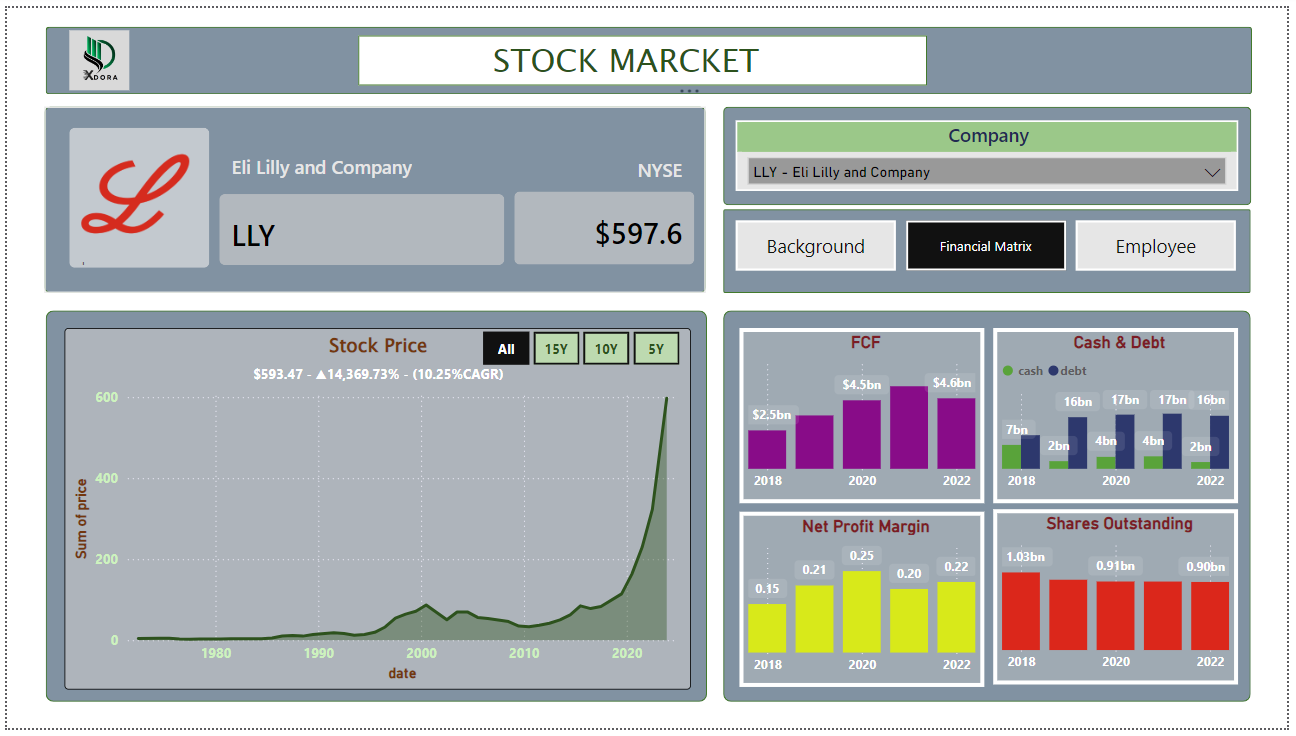 XDORA
STOCK MARCKET
Eli Lilly and Company
NYSE
LLY
$597.6
Company
LLY - Eli Lilly and Company
Background
Financial Matrix
Employee
Stock Price
All
15Y
10Y
5Y
$593.47 - ▲14,369.73% - (10.25%CAGR)
600
400
200
0
Sum of price
1980
1990
2000
2010
2020
date
FCF
$2.5bn
$4.5bn
$4.6bn
2018
2020
2022
Cash & Debt
cash
debt
7bn
2bn
16bn
4bn
17bn
4bn
17bn
2bn
16bn
2018
2020
2022
Net Profit Margin
0.15
0.21
0.25
0.20
0.22
2018
2020
2022
Shares Outstanding
1.03bn
0.91bn
0.90bn
2018
2020
2022